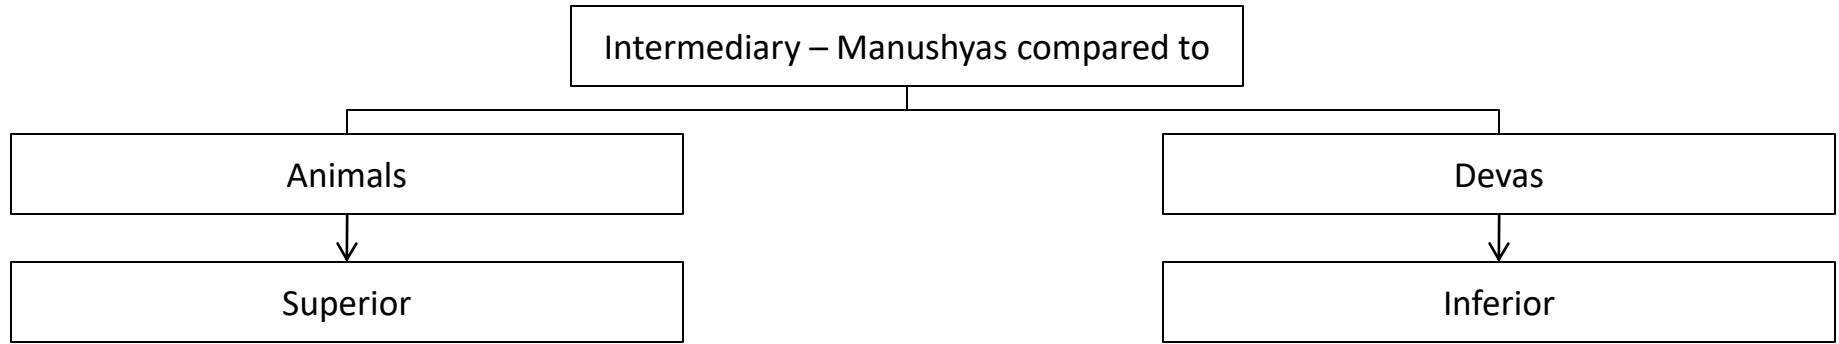 Intermediary – Manushyas compared to
Animals
Devas
Superior
Inferior